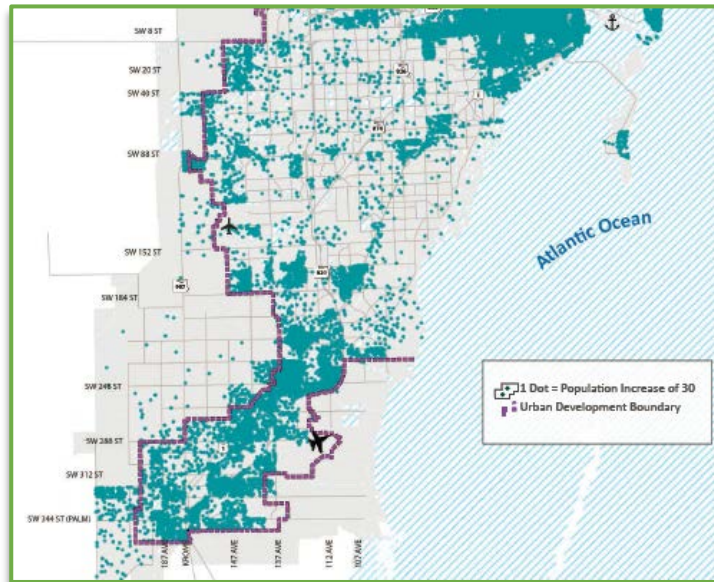 SW 8 ST
SW 20 ST
SW 40 ST
SW 88 ST
SW 152 ST
SW 184 ST
SW 248 ST
SW 288 ST
SW 312 ST
SW 344 ST (PALM)
187 AVE
KROM
147 AVE
137 AVE
112 AVE
107 AVE
1
Atlantic Ocean
1 Dot = Population Increase of 30
Urban Development Boundary